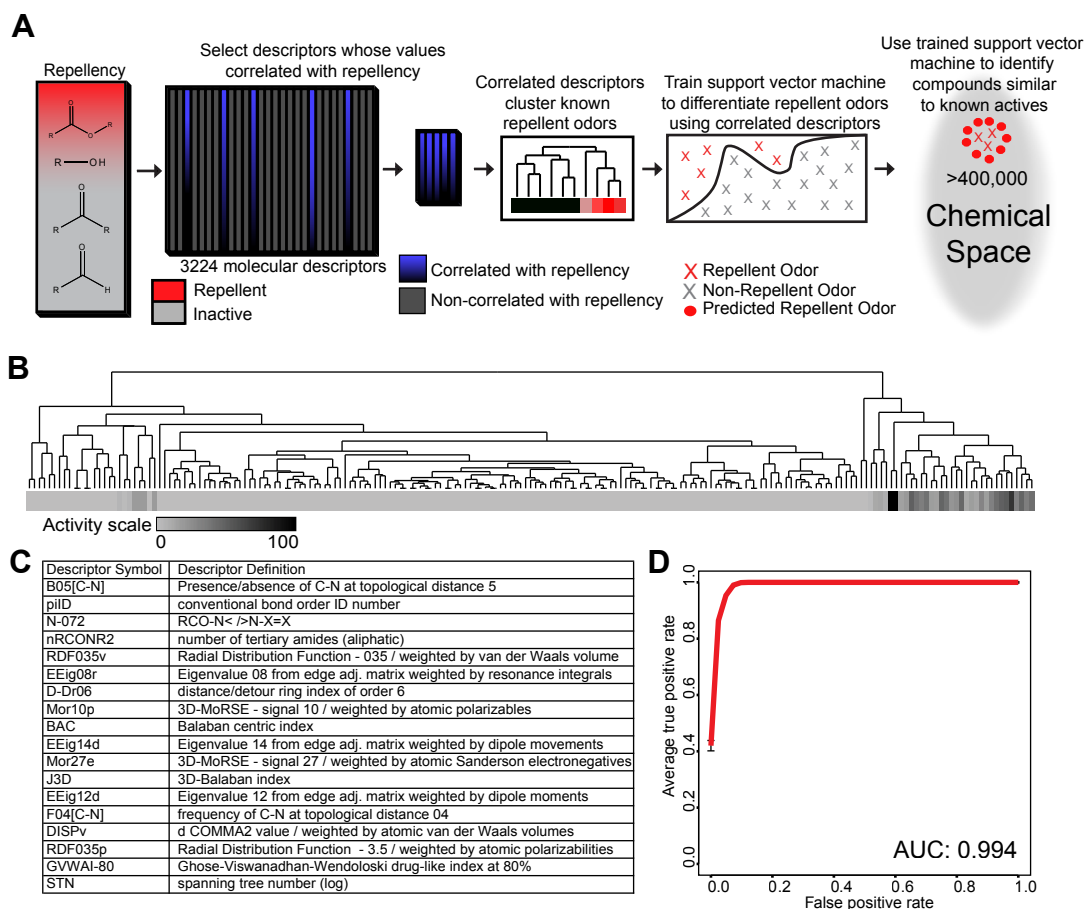 A
Repellency
O
R
O
R
R
OH
O
R
R
O
R
H
Select descriptors whose values
correlated with repellency
3224 molecular descriptors
Repellent
Inactive
Correlated descriptors
cluster known
repellent odors
Correlated with repellency
Non-correlated with repellency
Train support vector machine
to differentiate repellent odors
using correlated descriptors
X Repellent Odor
X Non-Repellent Odor
Predicted Repellent Odor
Use trained support vector
machine to identify
compounds similar
to known actives
>400,000
Chemical
Space
B
Activity scale
0 100
C
Descriptor Symbol Descriptor Definition
B05[C-N] Presence/absence of C-N at topological distance 5
piID conventional bond order ID number
N-072 RCO-N< />N-X=X
nRCONR2 number of tertiary amides (aliphatic)
RDF035v Radial Distribution Function - 035 / weighted by van der Waals volume
EEig08r Eigenvalue 08 from edge adj. matrix weighted by resonance integrals
D-Dr06 distance/detour ring index of order 6
Mor10p 3D-MoRSE - signal 10 / weighted by atomic polarizables
BAC Balaban centric index
EEig14d Eigenvalue 14 from edge adj. matrix weighted by dipole movements
Mor27e 3D-MoRSE - signal 27 / weighted by atomic Sanderson electronegatives
J3D 3D-Balaban index
EEig12d Eigenvalue 12 from edge adj. matrix weighted by dipole moments
F04[C-N] frequency of C-N at topological distance 04
DISPv d COMMA2 value / weighted by atomic van der Waals volumes
RDF035p Radial Distribution Function - 3.5 / weighted by atomic polarizabilities
GVWAI-80 Ghose-Viswanadhan-Wendoloski drug-like index at 80%
STN spanning tree number (log)
D
Average true positive rate
1.0
0.8
0.6
0.4
0.2
0.0
AUC: 0.994
0.0 0.2 0.4 0.6 0.8 1.0
False positive rate